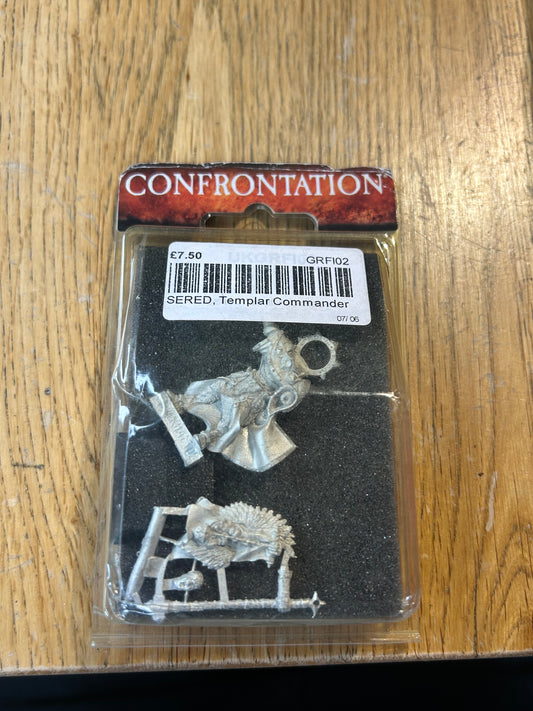 CONFRONTATION
£7.50 GRFI02
SERED, Templar Commander
07/06